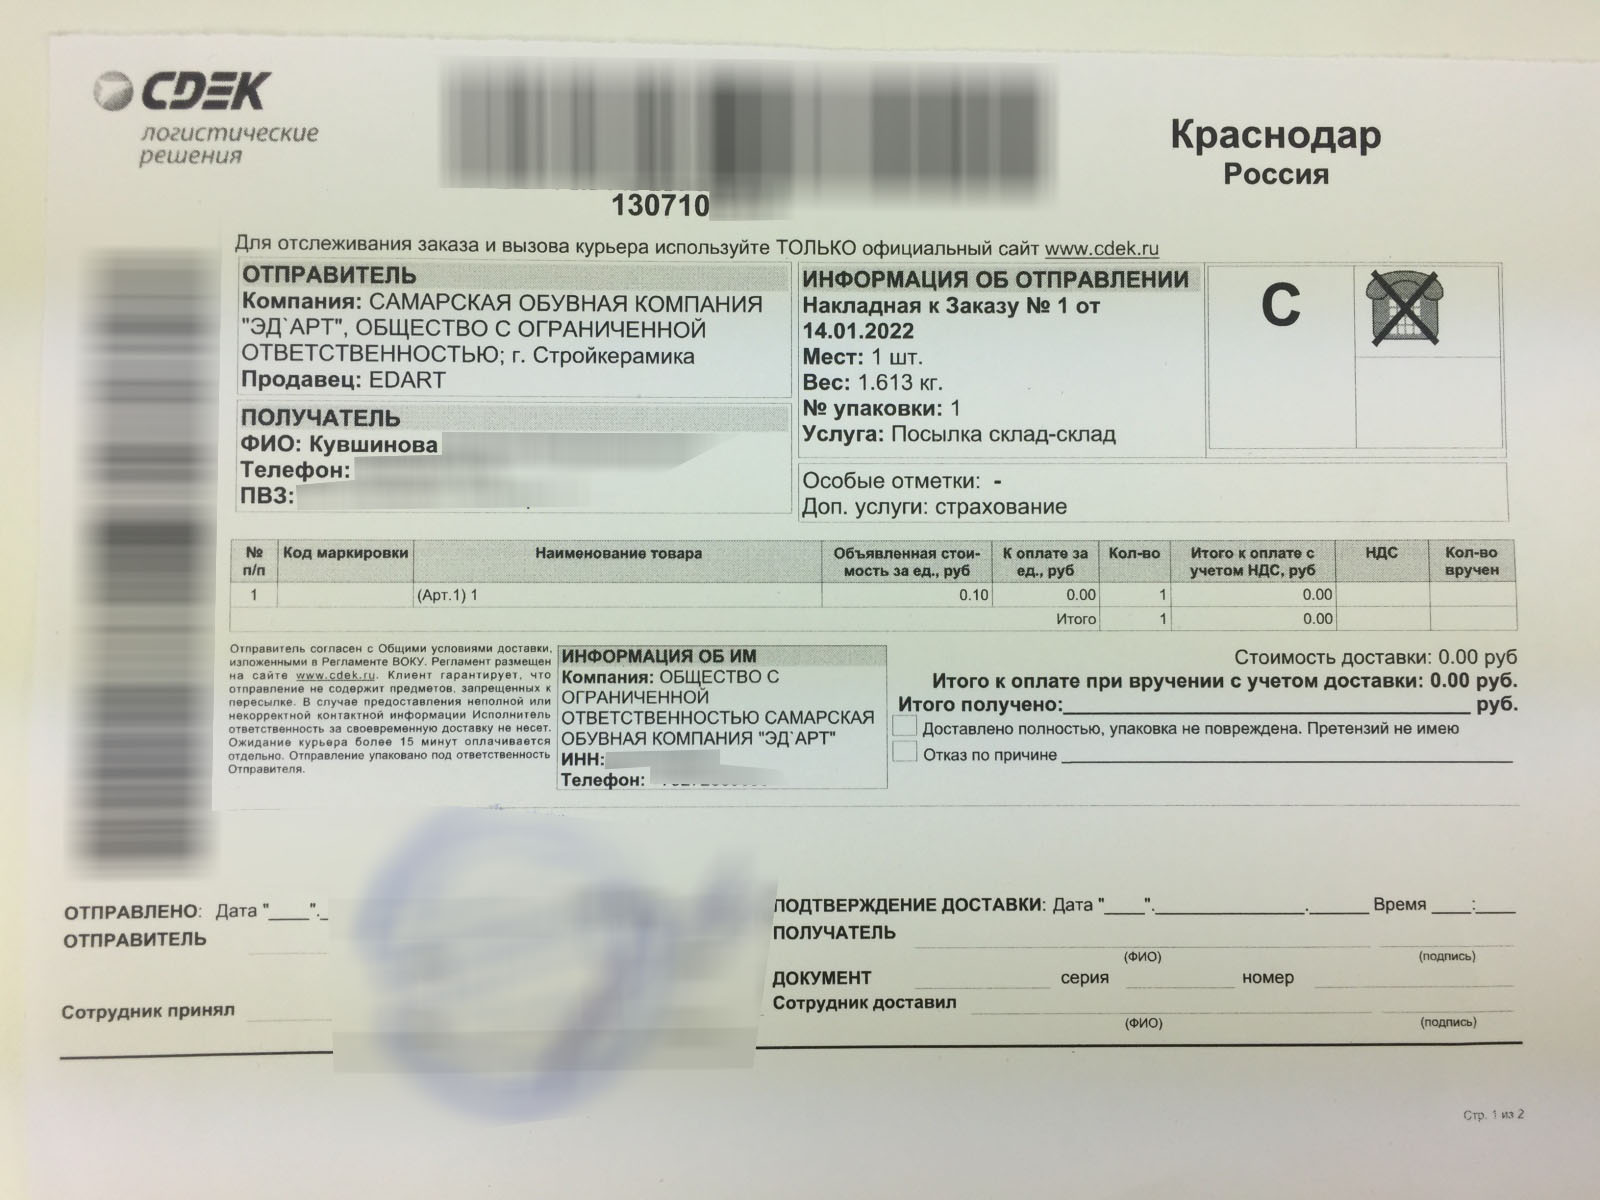 CDEK
логистические
решения
130710
Краснодар
Россия
Для отслеживания заказа и вызова курьера используйте ТОЛЬКО официальный сайт www.cdek.ru
ОТПРАВИТЕЛЬ
Компания: САМАРСКАЯ ОБУВНАЯ КОМПАНИЯ
"ЭД`АРТ", ОБЩЕСТВО С ОГРАНИЧЕННОЙ
ОТВЕТСТВЕННОСТЬЮ; г. Стройкерамика
Продавец: EDART
ПОЛУЧАТЕЛЬ
ФИО: Кувшинова
Телефон:
ПВЗ:
ИНФОРМАЦИЯ ОБ ОТПРАВЛЕНИИ
Накладная к Заказу № 1 от
14.01.2022
Мест: 1 шт.
Вес: 1.613 кг.
№ упаковки: 1
Услуга: Посылка склад-склад
С
Особые отметки: -
Доп. услуги: страхование
№ п/п Код маркировки Наименование товара Объявленная стои-мость за ед., руб К оплате за ед., руб Кол-во Итого к оплате с учетом НДС, руб НДС Кол-во вручен
1 (Арт.1) 1 0.10 0.00 1 0.00
Итого 1 0.00
Отправитель согласен с Общими условиями доставки,
изложенными в Регламенте ВОКУ. Регламент размещен
на сайте www.cdek.ru. Клиент гарантирует, что
отправление не содержит предметов, запрещенных к
пересылке. В случае предоставления неполной или
некорректной контактной информации Исполнитель
ответственность за своевременную доставку не несет.
Ожидание курьера более 15 минут оплачивается
отдельно. Отправление упаковано под ответственность
Отправителя.
ИНФОРМАЦИЯ ОБ ИМ
Компания: ОБЩЕСТВО С
ОГРАНИЧЕННОЙ
ОТВЕТСТВЕННОСТЬЮ САМАРСКАЯ
ОБУВНАЯ КОМПАНИЯ "ЭД`АРТ"
ИНН:
Телефон:
Стоимость доставки: 0.00 руб
Итого к оплате при вручении с учетом доставки: 0.00 руб.
Итого получено:__________ руб.
Доставлено полностью, упаковка не повреждена. Претензий не имею
Отказ по причине __________
ОТПРАВЛЕНО: Дата "____"._
ОТПРАВИТЕЛЬ
Сотрудник принял
ПОДТВЕРЖДЕНИЕ ДОСТАВКИ: Дата "____".__________.____ Время ____:____
ПОЛУЧАТЕЛЬ
(ФИО) (подпись)
ДОКУМЕНТ серия номер
Сотрудник доставил
(ФИО) (подпись)
Стр. 1 из 2